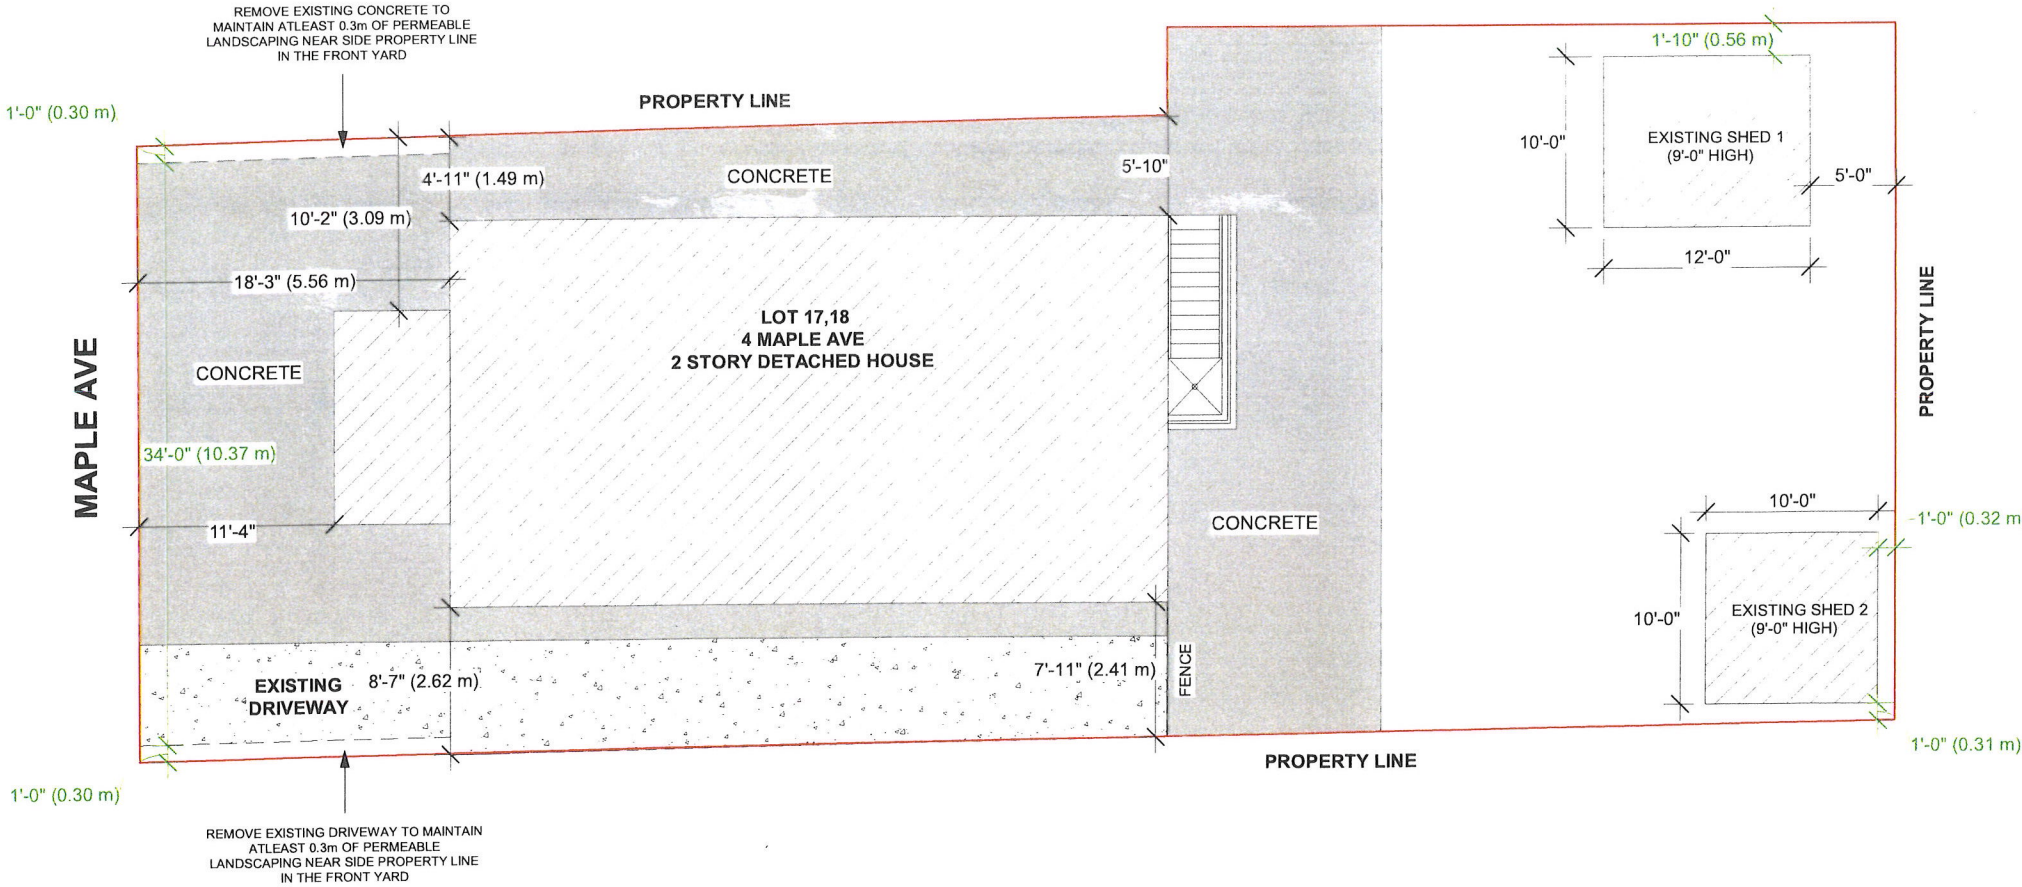 REMOVE EXISTING CONCRETE TO
MAINTAIN ATLEAST 0.3m OF PERMEABLE
LANDSCAPING NEAR SIDE PROPERTY LINE
IN THE FRONT YARD
1'-0" (0.30 m)
PROPERTY LINE
1'-10" (0.56 m)
4'-11" (1.49 m)
CONCRETE
5'-10"
10'-0"
EXISTING SHED 1
(9'-0" HIGH)
5'-0"
10'-2" (3.09 m)
12'-0"
18'-3" (5.56 m)
LOT 17,18
4 MAPLE AVE
2 STORY DETACHED HOUSE
PROPERTY LINE
MAPLE AVE
CONCRETE
34'-0" (10.37 m)
11'-4"
CONCRETE
10'-0"
1'-0" (0.32 m
10'-0"
EXISTING SHED 2
(9'-0" HIGH)
EXISTING
DRIVEWAY
8'-7" (2.62 m)
7'-11" (2.41 m)
FENCE
PROPERTY LINE
1'-0" (0.31 m)
1'-0" (0.30 m)
REMOVE EXISTING DRIVEWAY TO MAINTAIN
ATLEAST 0.3m OF PERMEABLE
LANDSCAPING NEAR SIDE PROPERTY LINE
IN THE FRONT YARD